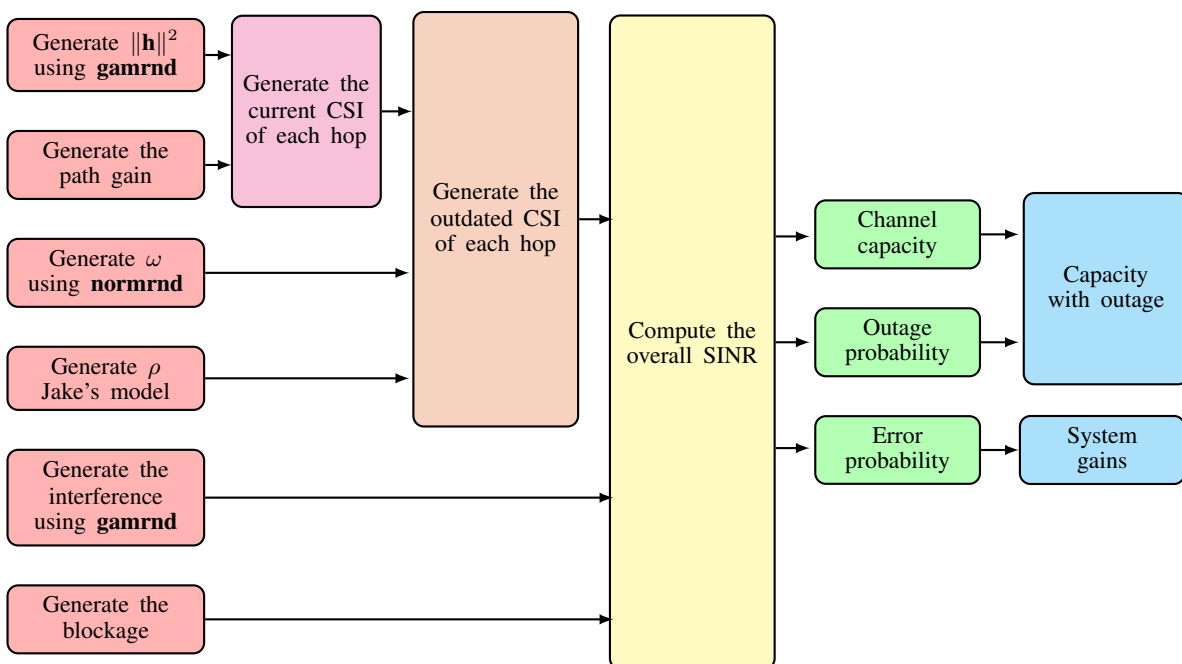 Generate ‖h‖²
using gamrnd
Generate the
path gain
Generate ω
using normrnd
Generate ρ
Jake's model
Generate the
interference
using gamrnd
Generate the
blockage
Generate the
current CSI
of each hop
Generate the
outdated CSI
of each hop
Compute the
overall SINR
Channel
capacity
Outage
probability
Error
probability
Capacity
with outage
System
gains